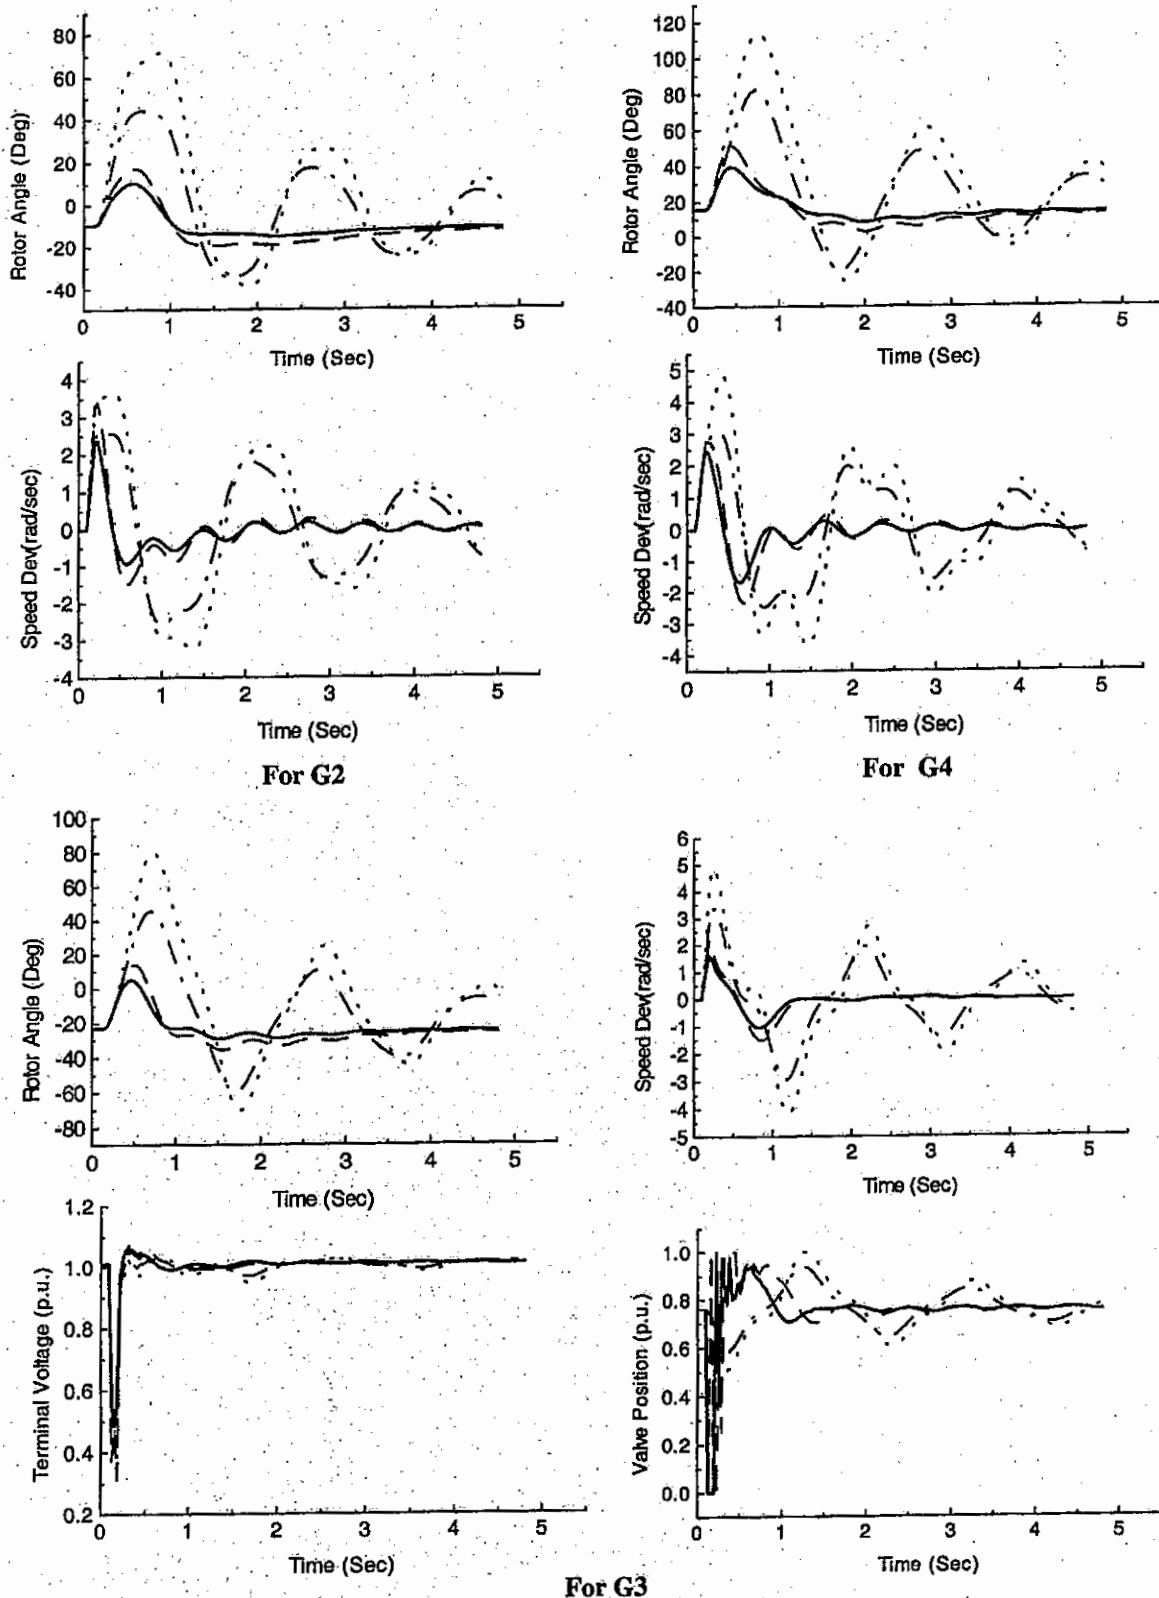 Rotor Angle (Deg)
80
60
40
20
0
-20
-40
0 1 2 3 4 5
Time (Sec)
Rotor Angle (Deg)
120
100
80
60
40
20
0
-20
-40
0 1 2 3 4 5
Time (Sec)
Speed Dev(rad/sec)
4
3
2
1
0
-1
-2
-3
-4
0 1 2 3 4 5
Time (Sec)
For G2
Speed Dev(rad/sec)
5
4
3
2
1
0
-1
-2
-3
-4
0 1 2 3 4 5
Time (Sec)
For G4
Rotor Angle (Deg)
100
80
60
40
20
0
-20
-40
-60
-80
0 1 2 3 4 5
Time (Sec)
Speed Dev(rad/sec)
6
5
4
3
2
1
0
-1
-2
-3
-4
-5
0 1 2 3 4 5
Time (Sec)
Terminal Voltage (p.u.)
1.2
1.0
0.8
0.6
0.4
0.2
0 1 2 3 4 5
Time (Sec)
Valve Position (p.u.)
1.0
0.8
0.6
0.4
0.2
0.0
0 1 2 3 4 5
Time (Sec)
For G3